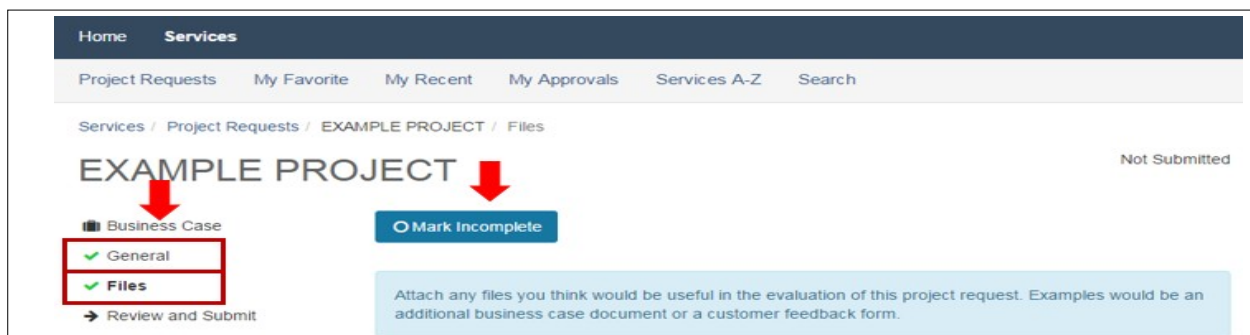 Home Services
Project Requests My Favorite My Recent My Approvals Services A-Z Search
Services / Project Requests / EXAMPLE PROJECT / Files
EXAMPLE PROJECT
Not Submitted
Business Case
Mark Incomplete
General
Files
Attach any files you think would be useful in the evaluation of this project request. Examples would be an
additional business case document or a customer feedback form.
Review and Submit